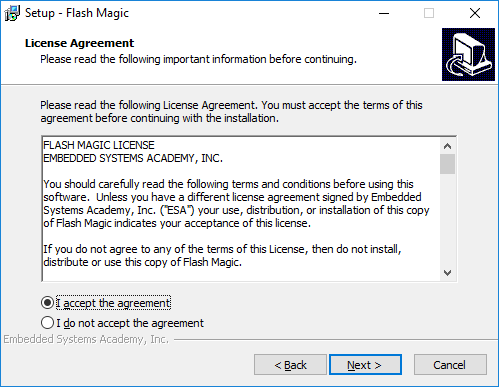 Setup - Flash Magic
License Agreement
Please read the following important information before continuing.
Please read the following License Agreement. You must accept the terms of this
agreement before continuing with the installation.
FLASH MAGIC LICENSE
EMBEDDED SYSTEMS ACADEMY, INC.
You should carefully read the following terms and conditions before using this
software.  Unless you have a different license agreement signed by Embedded
Systems Academy, Inc. ("ESA") your use, distribution, or installation of this copy
of Flash Magic indicates your acceptance of this license.
If you do not agree to any of the terms of this License, then do not install,
distribute or use this copy of Flash Magic.
I accept the agreement
I do not accept the agreement
Embedded Systems Academy, Inc.
< Back
Next >
Cancel